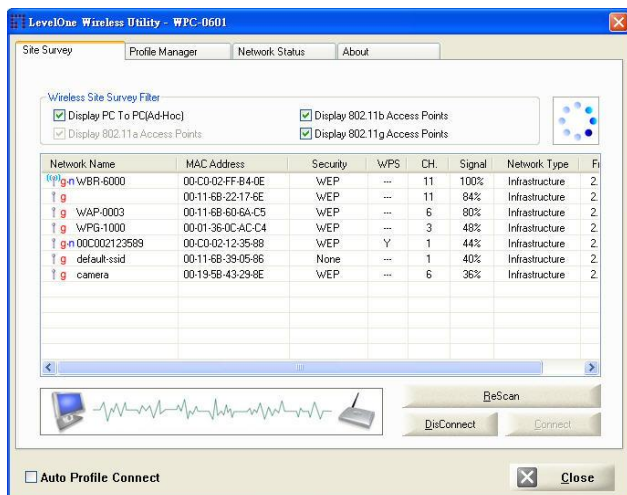 LevelOne Wireless Utility - WPC-0601
Site Survey Profile Manager Network Status About
Wireless Site Survey Filter
Display PC To PC(Ad-Hoc) Display 802.11b Access Points
Display 802.11a Access Points Display 802.11g Access Points
Network Name MAC Address Security WPS CH. Signal Network Type
g-n WBR-6000 00-C0-02-FF-B4-0E WEP --- 11 100% Infrastructure 2.
g 00-11-6B-22-17-6E WEP --- 11 84% Infrastructure 2.
g WAP-0003 00-11-6B-60-6A-C5 WEP --- 6 80% Infrastructure 2.
g WPG-1000 00-01-36-0C-AC-C4 WEP --- 3 48% Infrastructure 2.
g-n 00C002123589 00-C0-02-12-35-88 WEP Y 1 44% Infrastructure 2.
g default-ssid 00-11-6B-39-05-86 None --- 1 40% Infrastructure 2.
g camera 00-19-5B-43-29-8E WEP --- 6 36% Infrastructure 2.
ReScan
DisConnect Connect
Auto Profile Connect Close